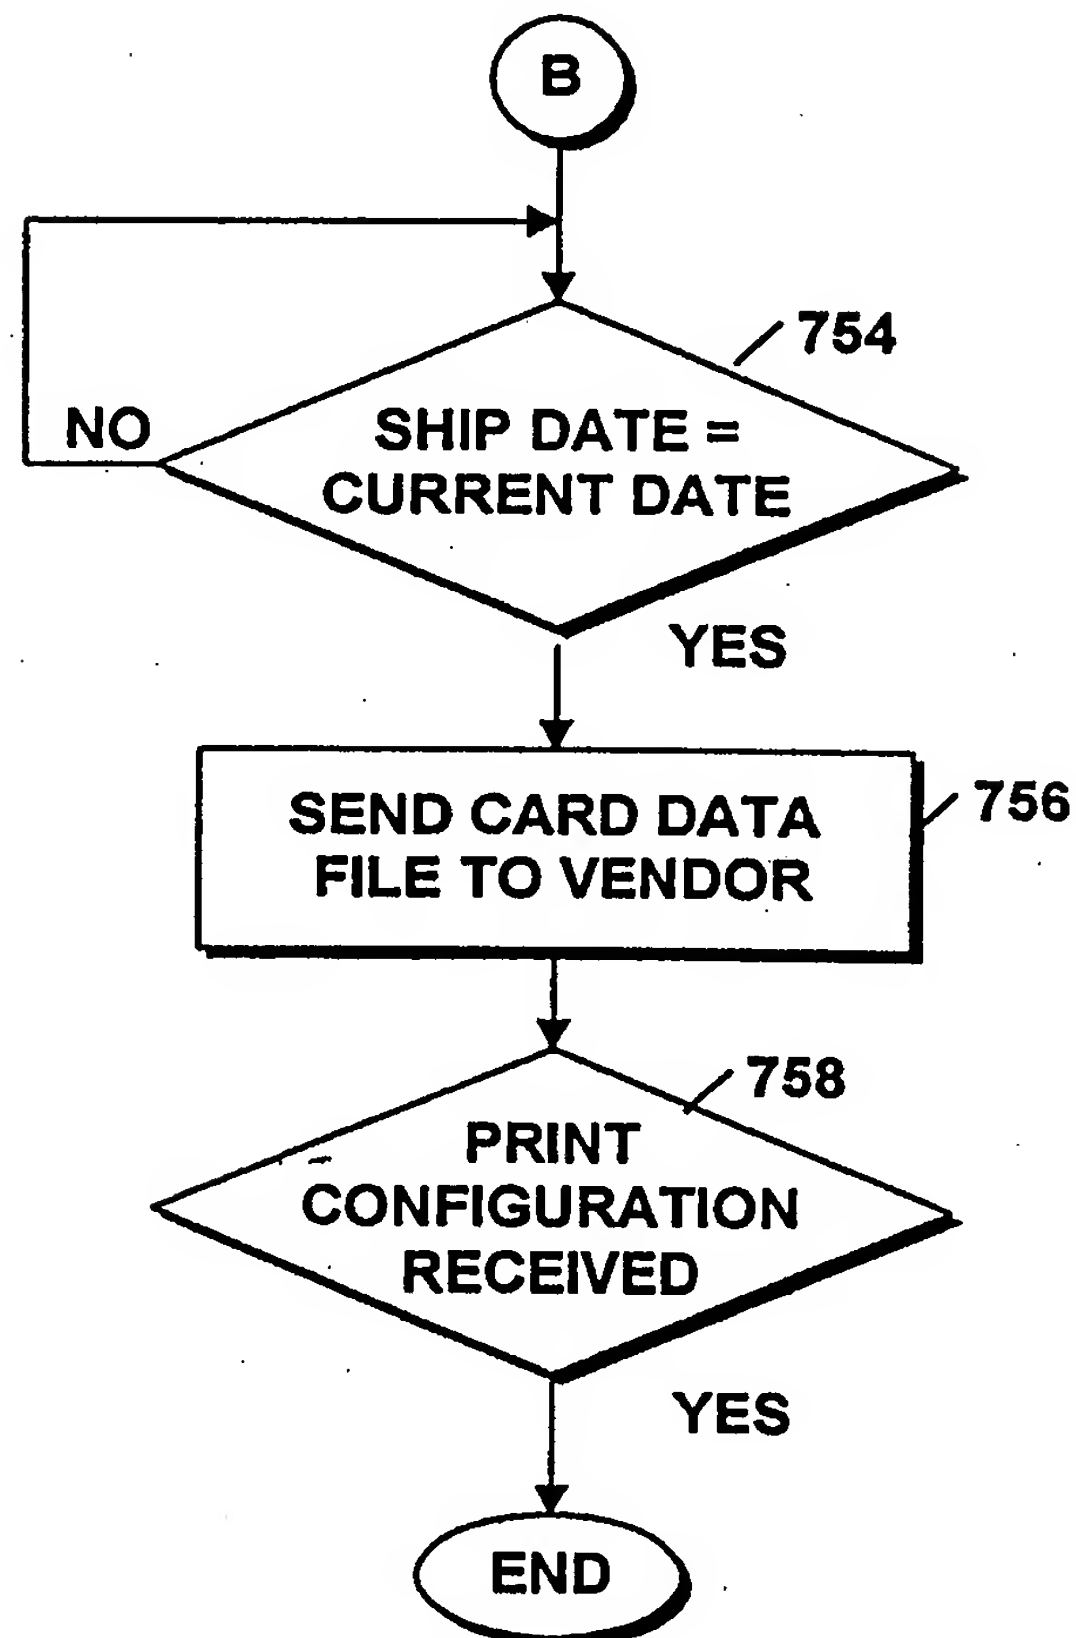 B
754
NO
SHIP DATE =
CURRENT DATE
YES
SEND CARD DATA
FILE TO VENDOR
756
758
PRINT
CONFIGURATION
RECEIVED
YES
END